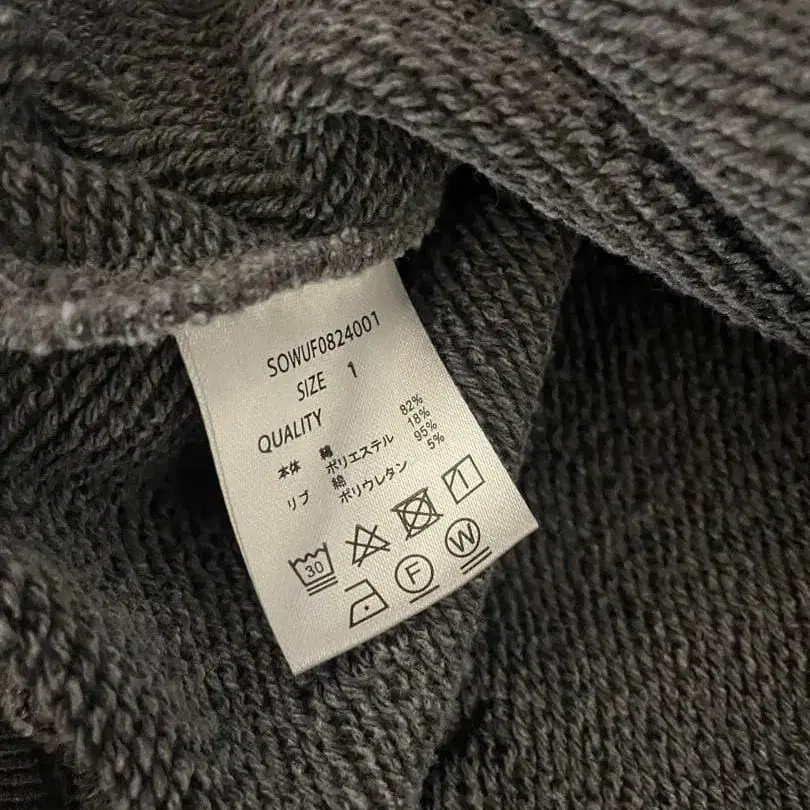 SOWUF0824001
SIZE 1
QUALITY
本体 綿 82%
ポリエステル 18%
リブ 綿 95%
ポリウレタン 5%
30
F W